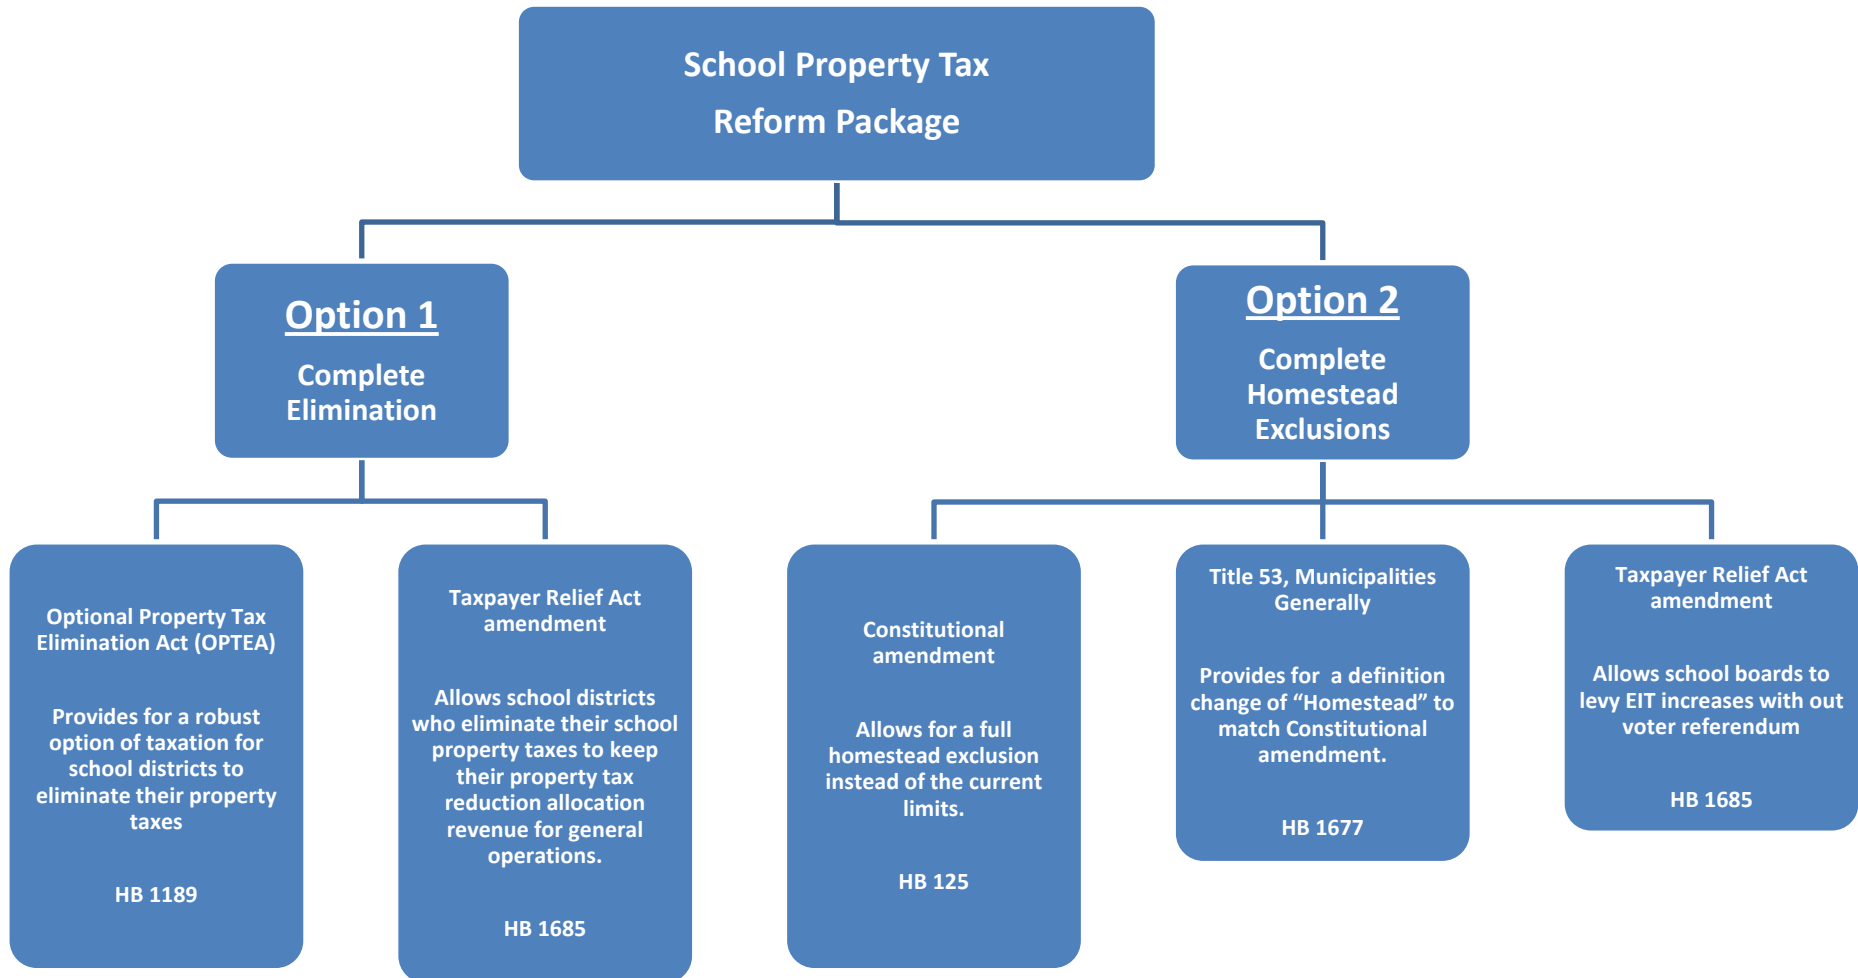 School Property Tax
Reform Package
Option 1
Complete
Elimination
Option 2
Complete
Homestead
Exclusions
Optional Property Tax
Elimination Act (OPTEA)
Provides for a robust
option of taxation for
school districts to
eliminate their property
taxes
HB 1189
Taxpayer Relief Act
amendment
Allows school districts
who eliminate their school
property taxes to keep
their property tax
reduction allocation
revenue for general
operations.
HB 1685
Constitutional
amendment
Allows for a full
homestead exclusion
instead of the current
limits.
HB 125
Title 53, Municipalities
Generally
Provides for a definition
change of “Homestead” to
match Constitutional
amendment.
HB 1677
Taxpayer Relief Act
amendment
Allows school boards to
levy EIT increases with out
voter referendum
HB 1685